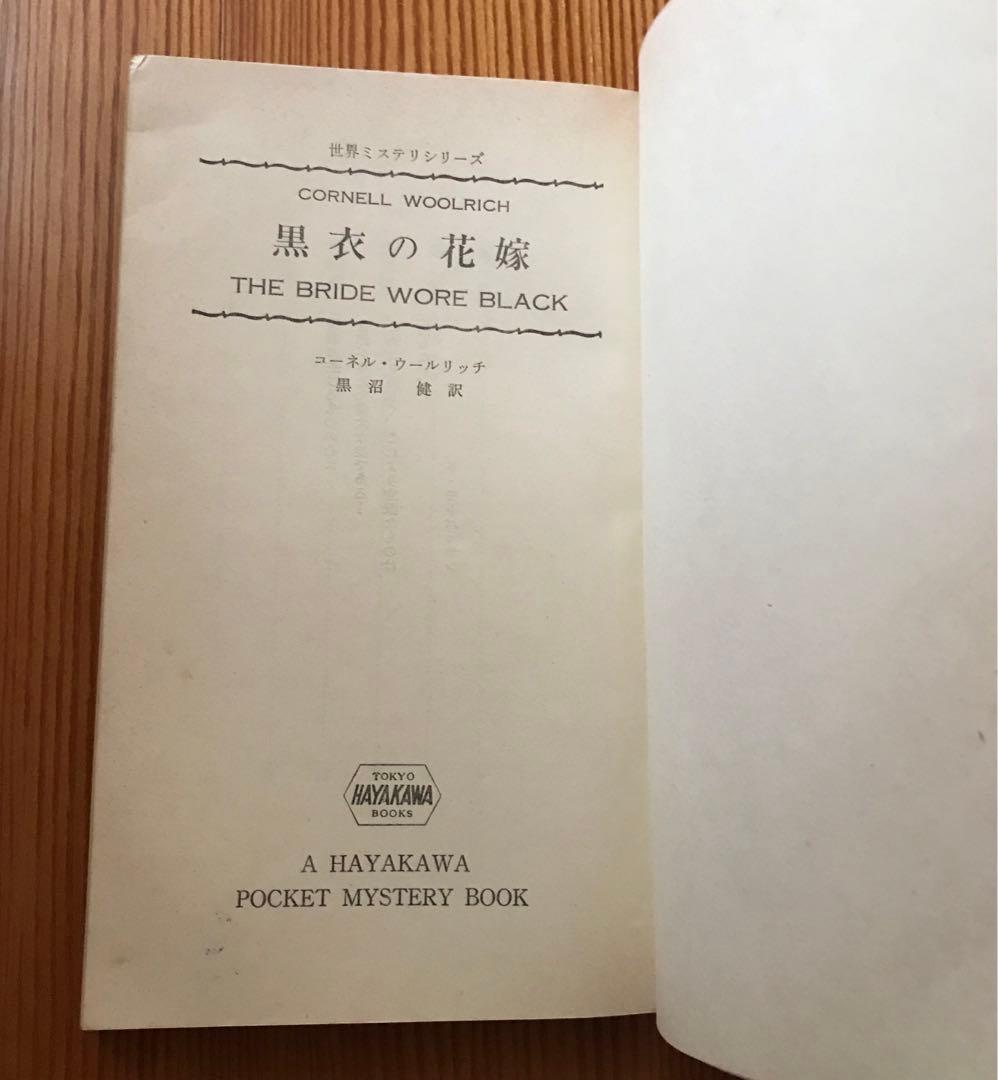 世界ミステリシリーズ
CORNELL WOOLRICH
黒衣の花嫁
THE BRIDE WORE BLACK
コーネル・ウールリッチ
黒沼 健訳
TOKYO
HAYAKAWA
BOOKS
A HAYAKAWA
POCKET MYSTERY BOOK